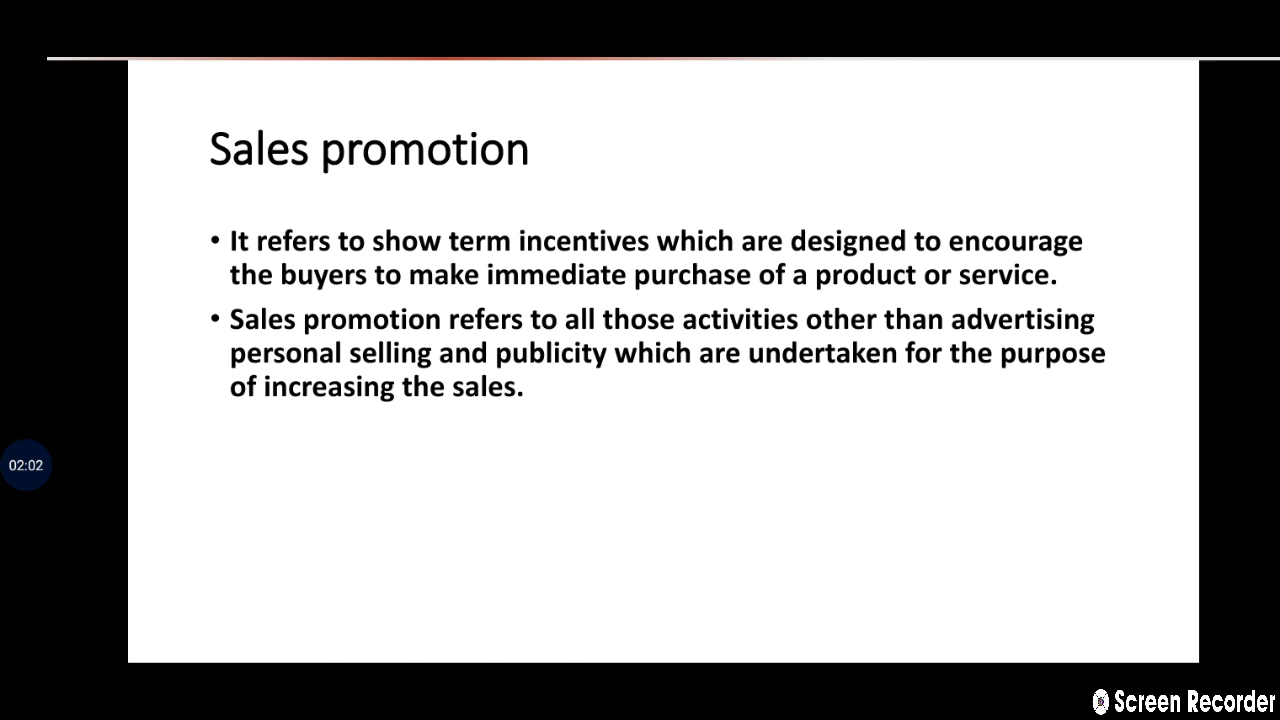 Sales promotion
• It refers to show term incentives which are designed to encourage
the buyers to make immediate purchase of a product or service.
• Sales promotion refers to all those activities other than advertising
personal selling and publicity which are undertaken for the purpose
of increasing the sales.
02:02
Screen Recorder